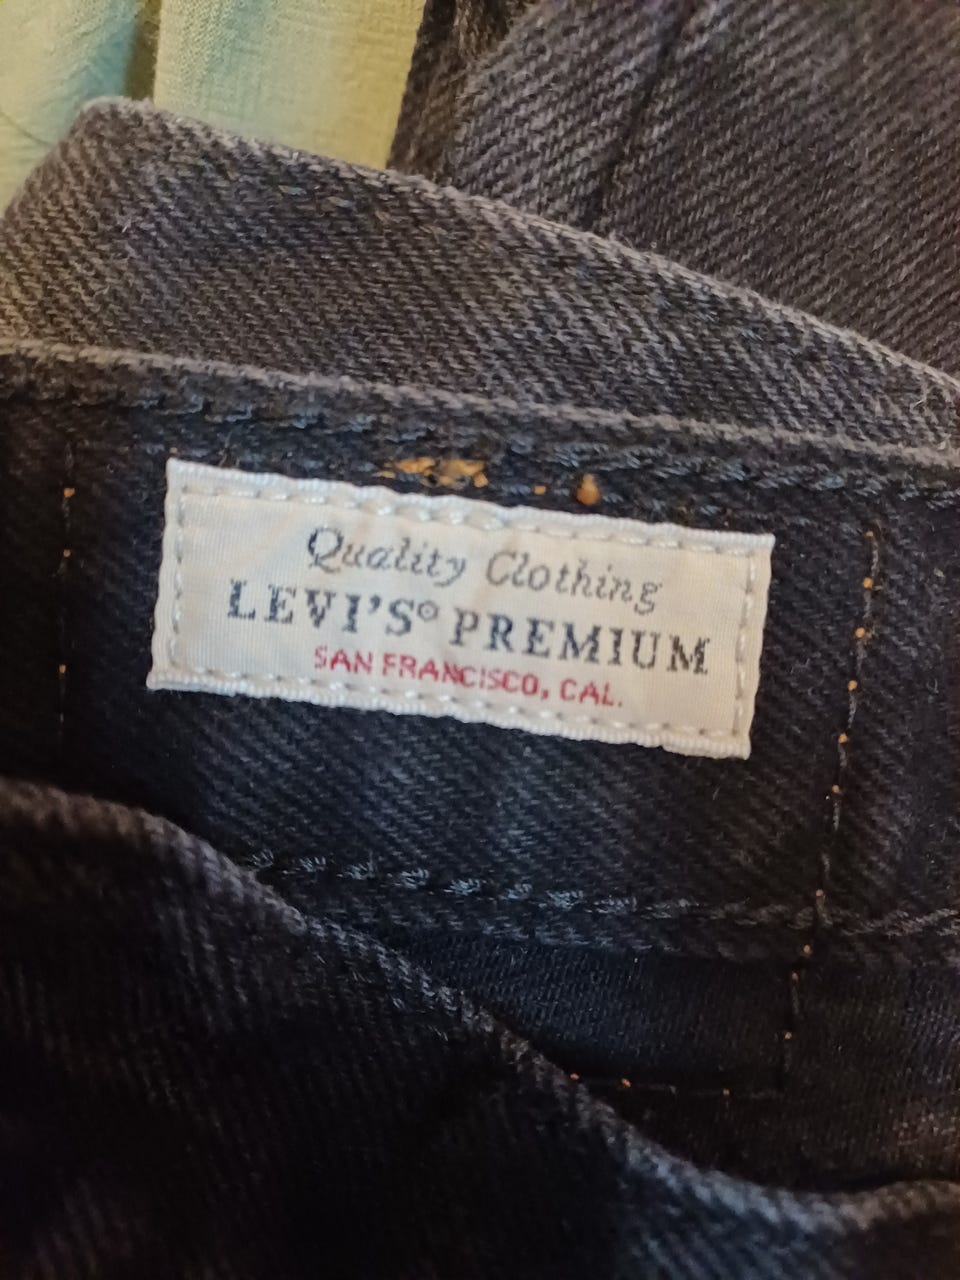 Quality Clothing
LEVI'S® PREMIUM
SAN FRANCISCO, CAL.